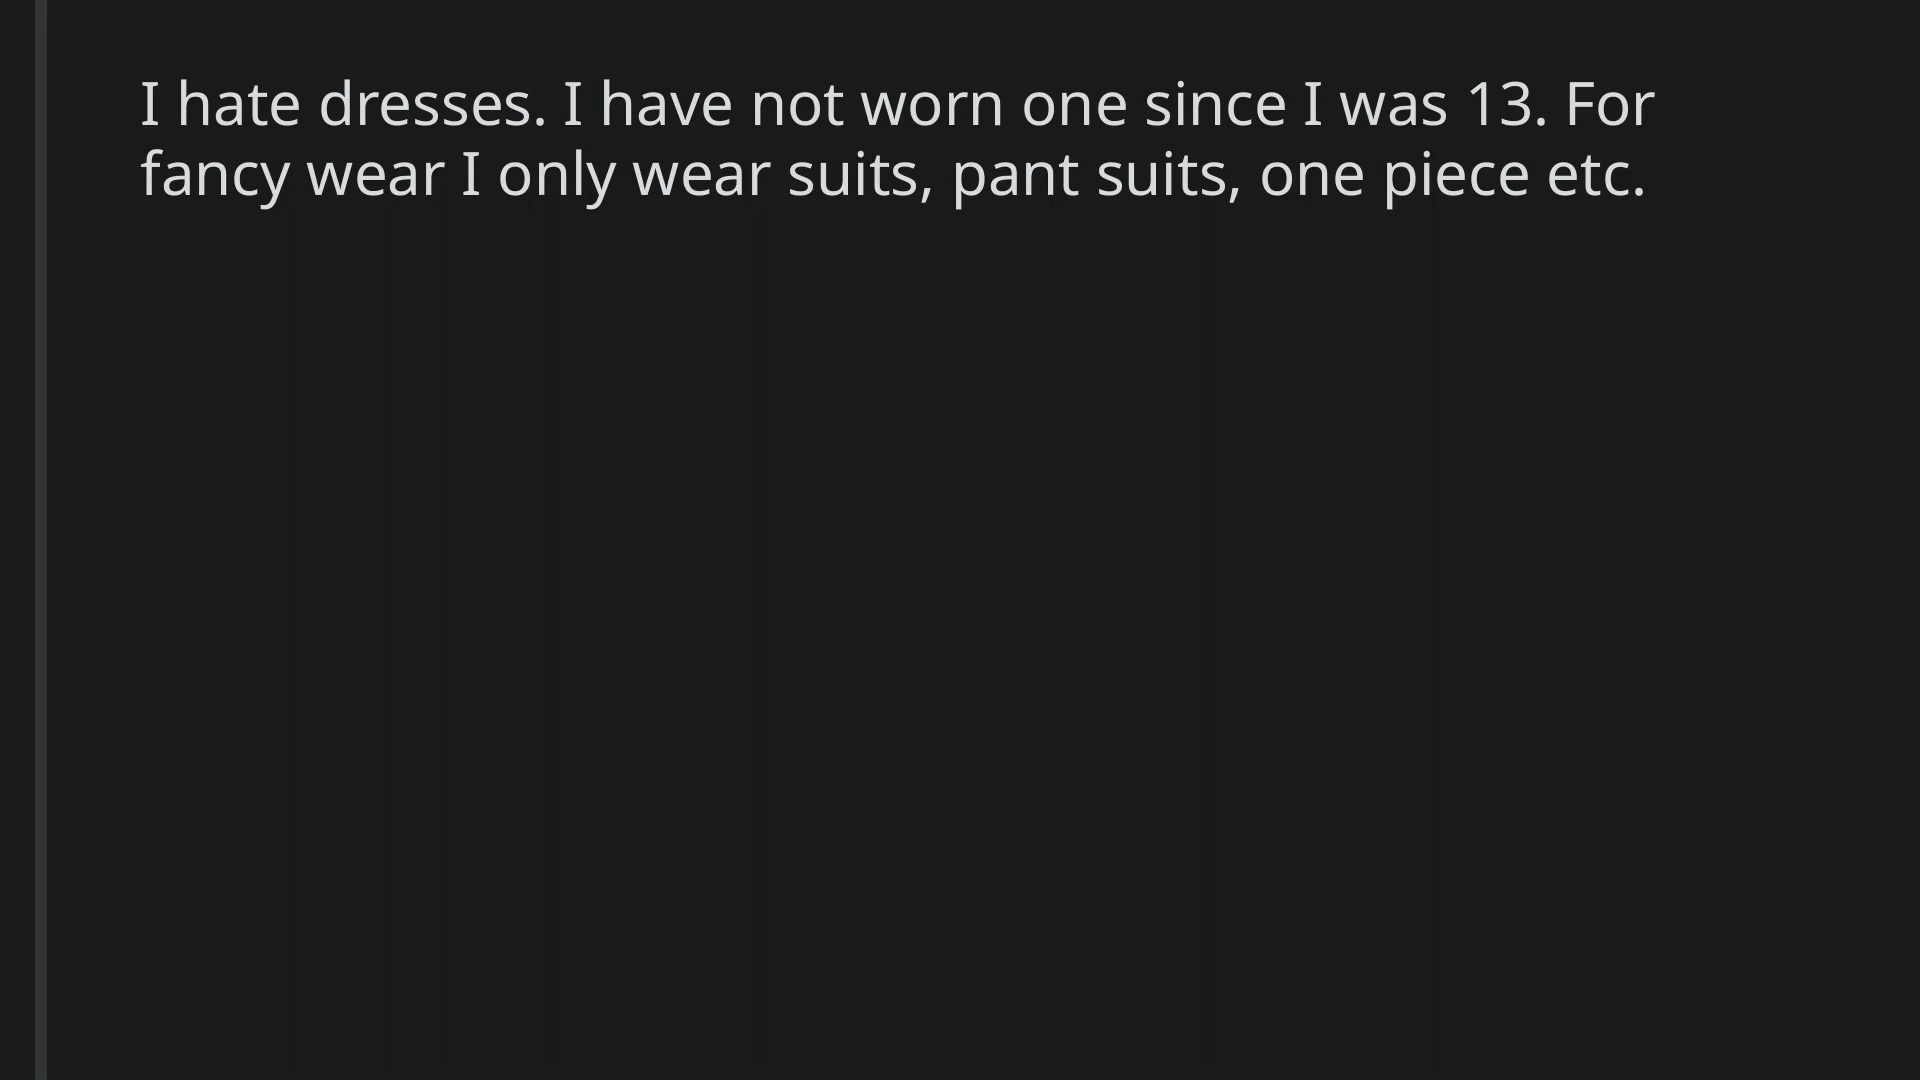 I hate dresses. I have not worn one since I was 13. For
fancy wear I only wear suits, pant suits, one piece etc.